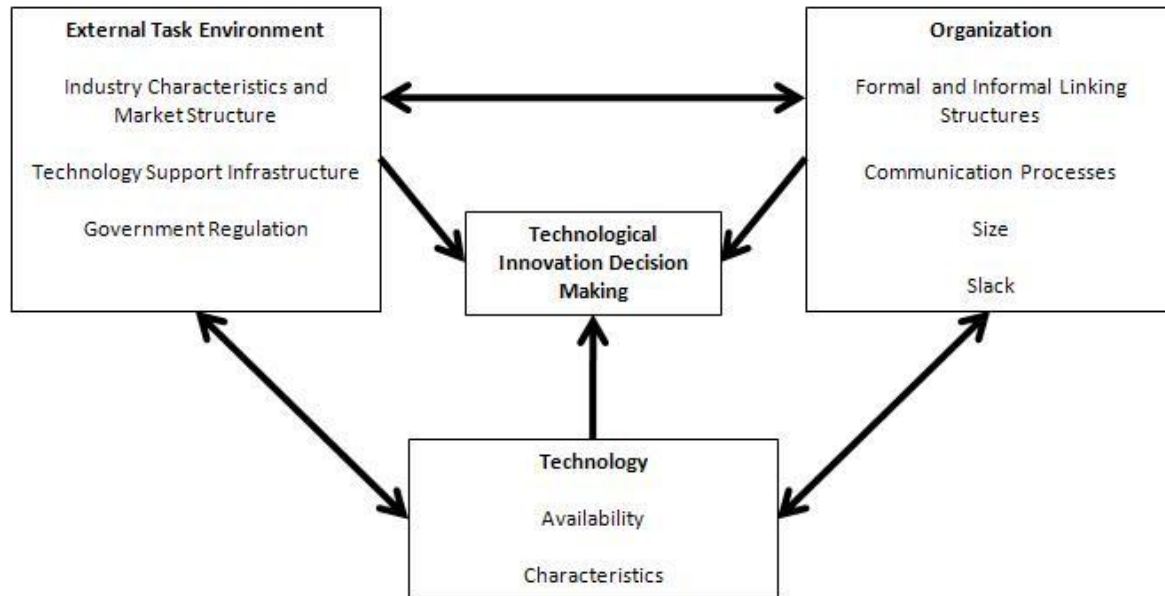 External Task Environment
Industry Characteristics and
Market Structure
Technology Support Infrastructure
Government Regulation
Organization
Formal and Informal Linking
Structures
Communication Processes
Size
Slack
Technological
Innovation Decision
Making
Technology
Availability
Characteristics